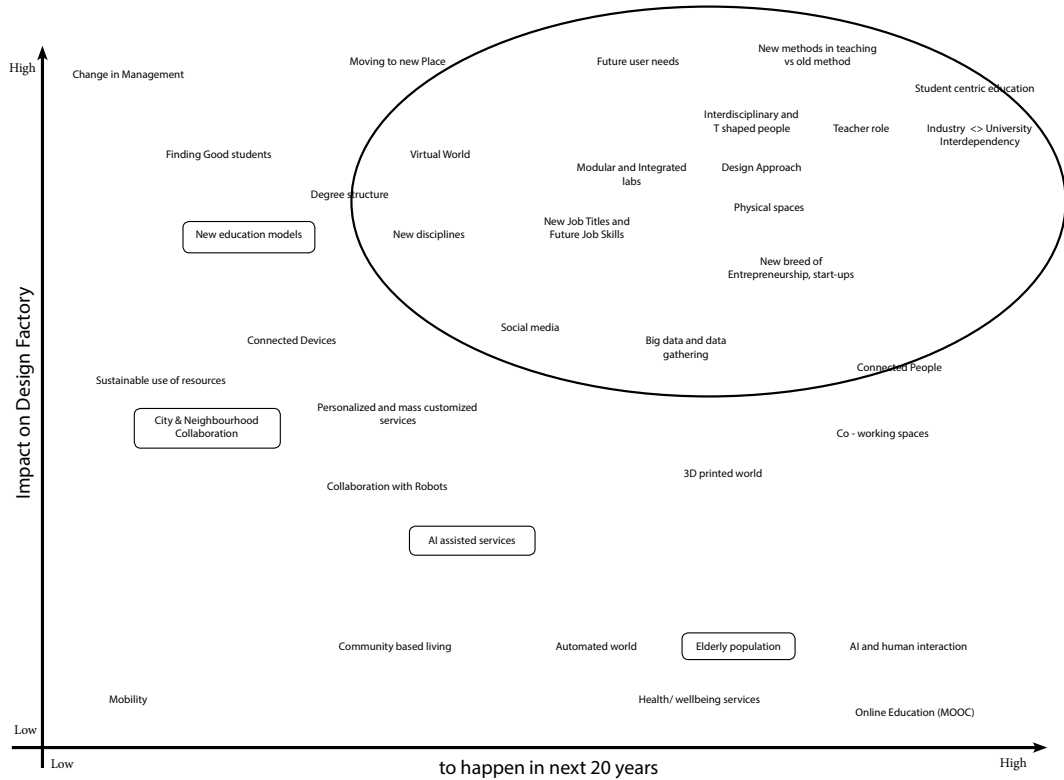 New methods in teaching
vs old method
Moving to new Place
Future user needs
High
Change in Management
Student centric education
Interdisciplinary and
T shaped people
Teacher role
Industry <> University
Interdependency
Finding Good students
Virtual World
Modular and Integrated
labs
Design Approach
Degree structure
Physical spaces
New education models
New disciplines
New Job Titles and
Future Job Skills
New breed of
Entrepreneurship, start-ups
Impact on Design Factory
Social media
Connected Devices
Big data and data
gathering
Connected People
Sustainable use of resources
Personalized and mass customized
services
City & Neighbourhood
Collaboration
Co - working spaces
3D printed world
Collaboration with Robots
AI assisted services
Community based living
Automated world
Elderly population
AI and human interaction
Mobility
Health/ wellbeing services
Online Education (MOOC)
Low
Low
to happen in next 20 years
High